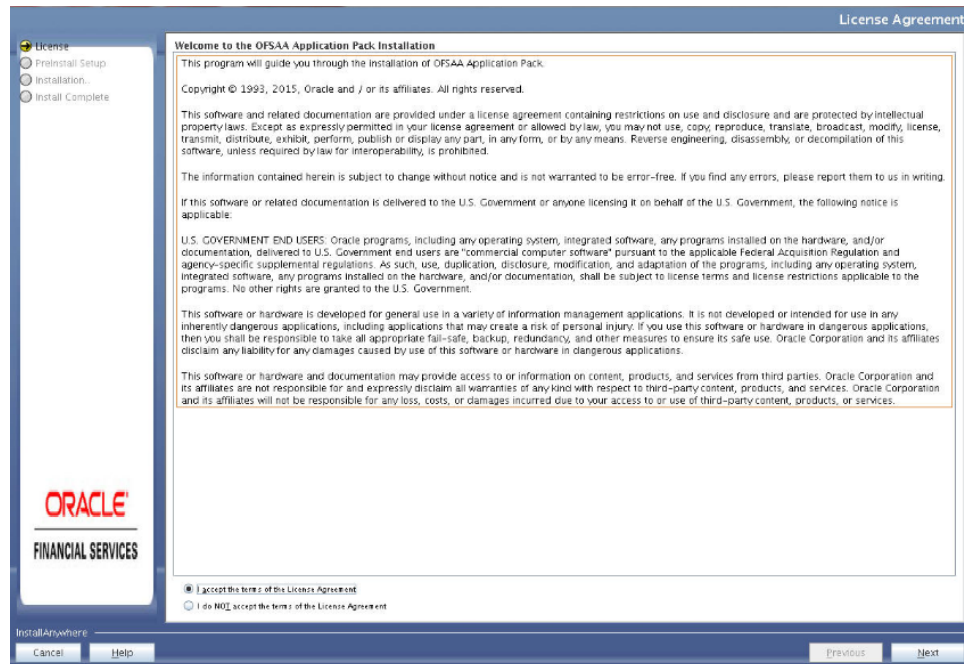 License Agreement
License
Preinstall Setup
Installation..
Install Complete
Welcome to the OFSAA Application Pack Installation
This program will guide you through the installation of OFSAA Application Pack.
Copyright © 1993, 2015, Oracle and / or its affiliates. All rights reserved.
This software and related documentation are provided under a license agreement containing restrictions on use and disclosure and are protected by intellectual
property laws. Except as expressly permitted in your license agreement or allowed by law, you may not use, copy, reproduce, translate, broadcast, modify, license,
transmit, distribute, exhibit, perform, publish or display any part, in any form, or by any means. Reverse engineering, disassembly, or decompilation of this
software, unless required by law for interoperability, is prohibited.
The information contained herein is subject to change without notice and is not warranted to be error-free. If you find any errors, please report them to us in writing.
If this software or related documentation is delivered to the U.S. Government or anyone licensing it on behalf of the U.S. Government, the following notice is
applicable:
U.S. GOVERNMENT END USERS: Oracle programs, including any operating system, integrated software, any programs installed on the hardware, and/or
documentation, delivered to U.S. Government end users are "commercial computer software" pursuant to the applicable Federal Acquisition Regulation and
agency-specific supplemental regulations. As such, use, duplication, disclosure, modification, and adaptation of the programs, including any operating system,
integrated software, any programs installed on the hardware, and/or documentation, shall be subject to license terms and license restrictions applicable to the
programs. No other rights are granted to the U.S. Government.
This software or hardware is developed for general use in a variety of information management applications. It is not developed or intended for use in any
inherently dangerous applications, including applications that may create a risk of personal injury. If you use this software or hardware in dangerous applications,
then you shall be responsible to take all appropriate fail-safe, backup, redundancy, and other measures to ensure its safe use. Oracle Corporation and its affiliates
disclaim any liability for any damages caused by use of this software or hardware in dangerous applications.
This software or hardware and documentation may provide access to or information on content, products, and services from third parties. Oracle Corporation and
its affiliates are not responsible for and expressly disclaim all warranties of any kind with respect to third-party content, products, and services. Oracle Corporation
and its affiliates will not be responsible for any loss, costs, or damages incurred due to your access to or use of third-party content, products, or services.
ORACLE
FINANCIAL SERVICES
I accept the terms of the License Agreement
I do NOT accept the terms of the License Agreement
InstallAnywhere
Cancel
Help
Previous
Next